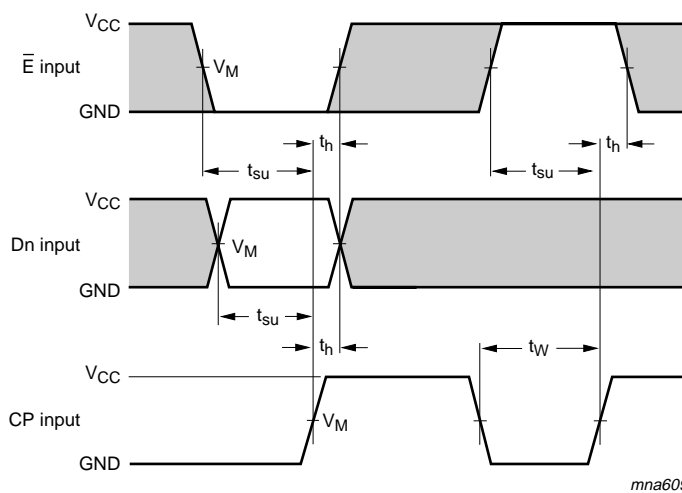 VCC
E̅ input
VM
GND
th
th
tsu
tsu
VCC
Dn input
VM
GND
tsu
th
tW
VCC
CP input
VM
GND
mna609